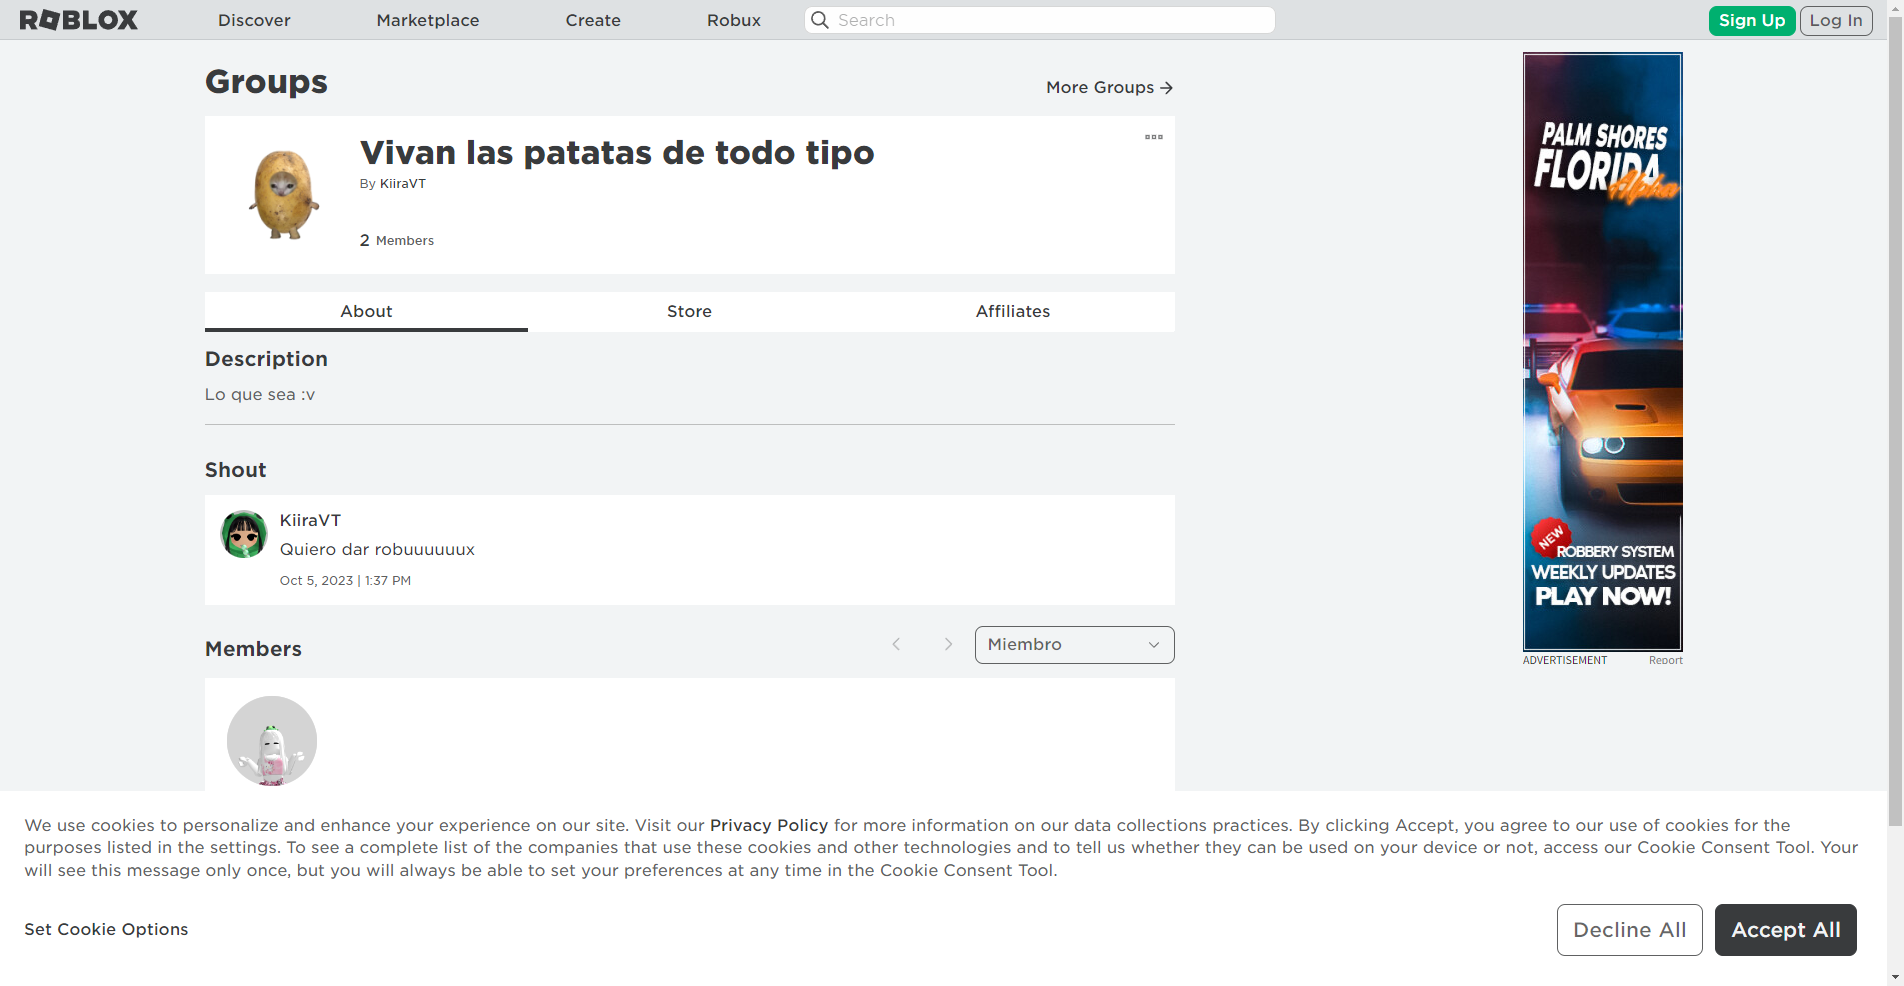 ROBLOX
Discover
Marketplace
Create
Robux
Search
Sign Up
Log In
Groups
More Groups
Vivan las patatas de todo tipo
By KiiraVT
2 Members
About
Store
Affiliates
Description
Lo que sea :v
Shout
KiiraVT
Quiero dar robuuuuuux
Oct 5, 2023 | 1:37 PM
Members
Miembro
PALM SHORES
FLORIDA
Alpha
NEW
ROBBERY SYSTEM
WEEKLY UPDATES
PLAY NOW!
ADVERTISEMENT
Report
We use cookies to personalize and enhance your experience on our site. Visit our Privacy Policy for more information on our data collections practices. By clicking Accept, you agree to our use of cookies for the
purposes listed in the settings. To see a complete list of the companies that use these cookies and other technologies and to tell us whether they can be used on your device or not, access our Cookie Consent Tool. Your
will see this message only once, but you will always be able to set your preferences at any time in the Cookie Consent Tool.
Set Cookie Options
Decline All
Accept All